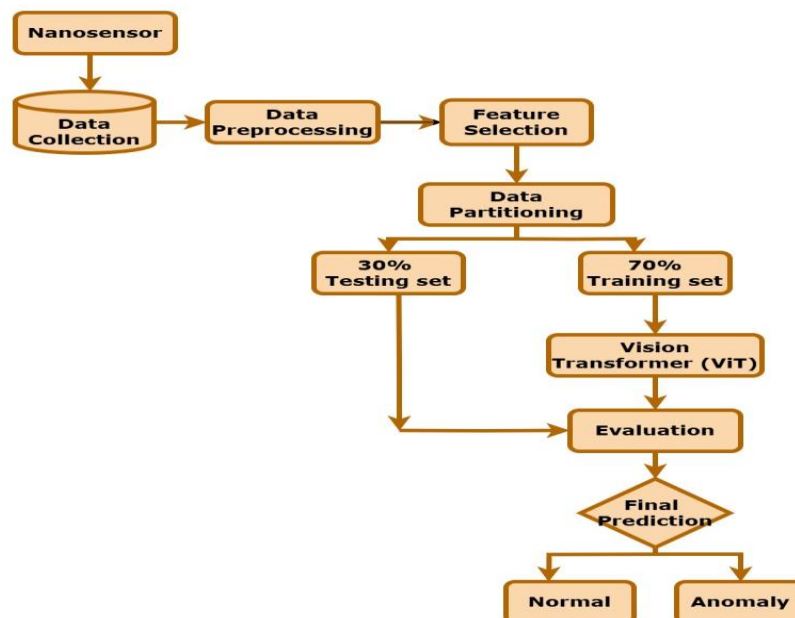 Nanosensor
Data
Collection
Data
Preprocessing
Feature
Selection
Data
Partitioning
30%
Testing set
70%
Training set
Vision
Transformer (ViT)
Evaluation
Final
Prediction
Normal
Anomaly